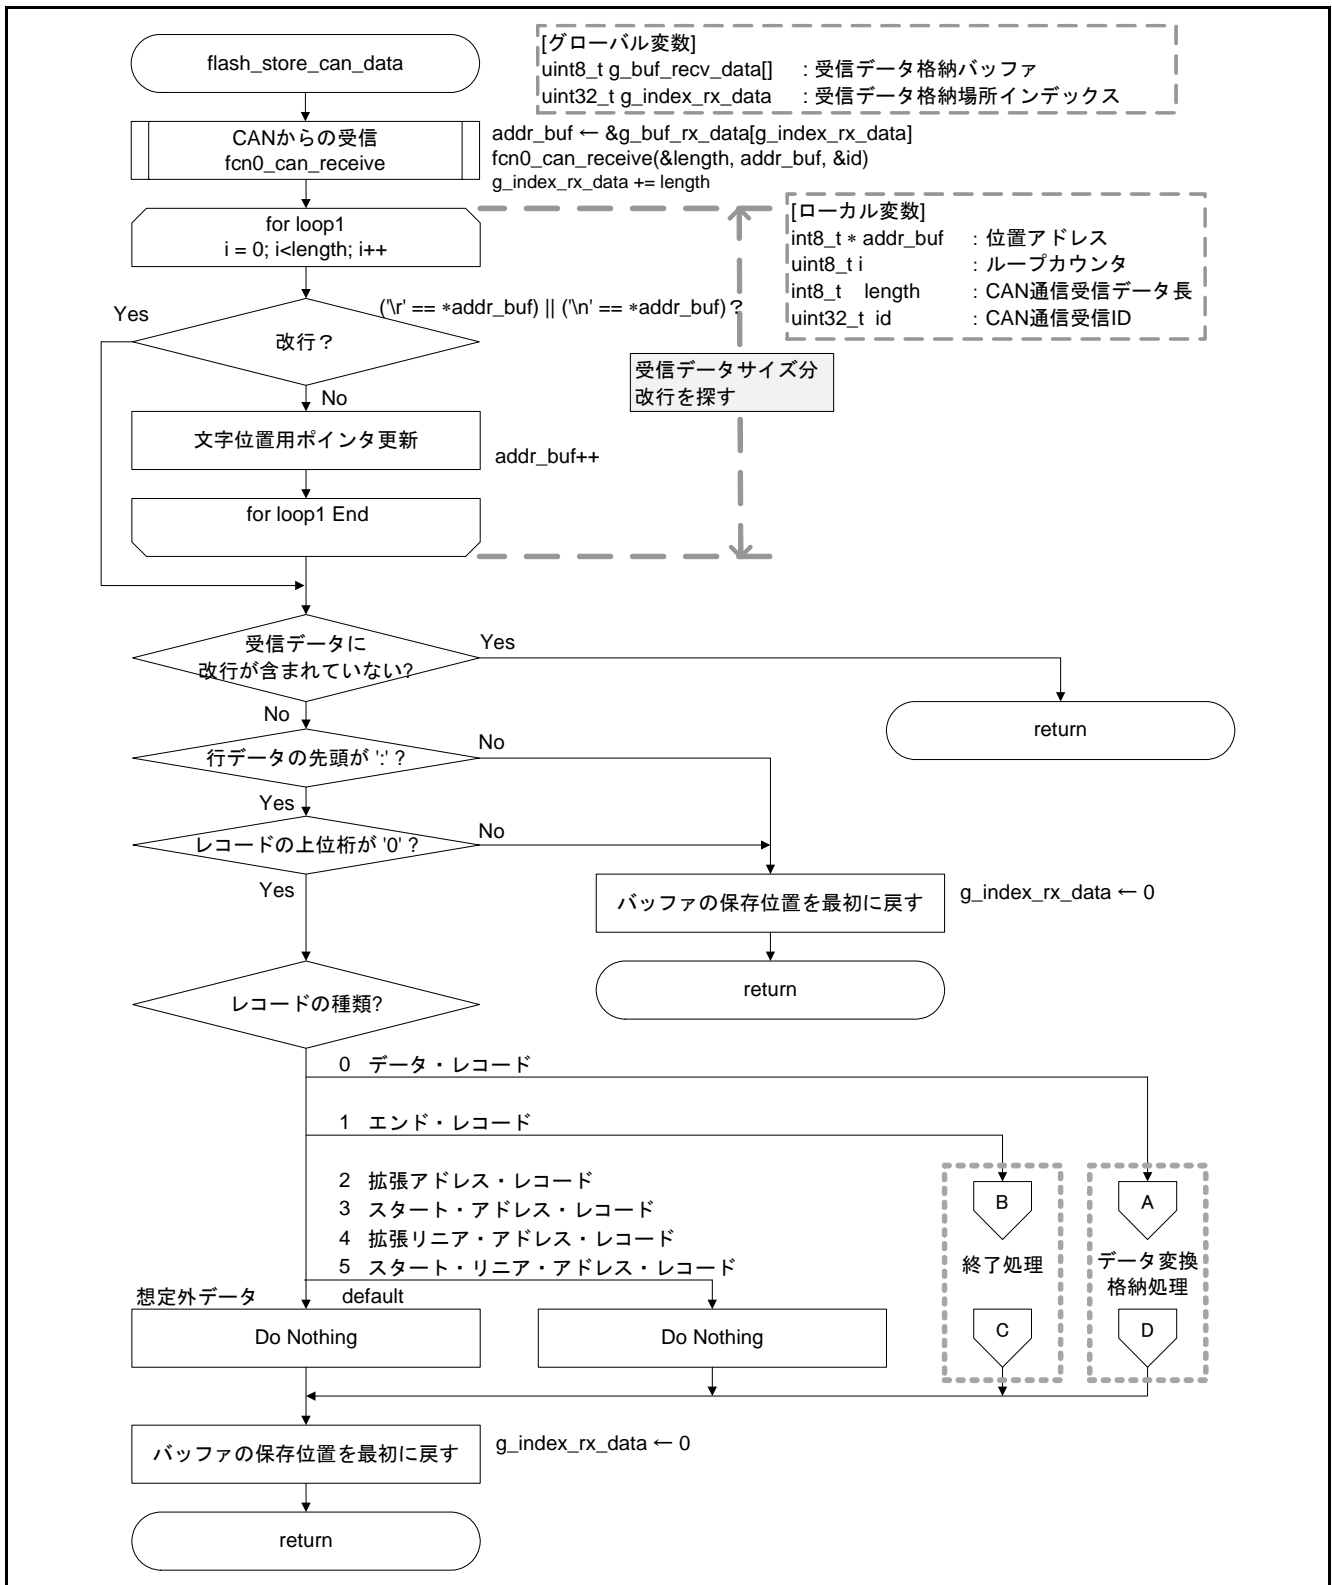 flash_store_can_data
[グローバル変数]
uint8_t g_buf_recv_data[] : 受信データ格納バッファ
uint32_t g_index_rx_data : 受信データ格納場所インデックス
CANからの受信
fcn0_can_receive
addr_buf ← &g_buf_rx_data[g_index_rx_data]
fcn0_can_receive(&length, addr_buf, &id)
g_index_rx_data += length
for loop1
i = 0; i<length; i++
[ローカル変数]
int8_t * addr_buf : 位置アドレス
uint8_t i : ループカウンタ
int8_t length : CAN通信受信データ長
uint32_t id : CAN通信受信ID
('\r' == *addr_buf) || ('\n' == *addr_buf)?
Yes
改行?
No
受信データサイズ分
改行を探す
文字位置用ポインタ更新
addr_buf++
for loop1 End
受信データに
改行が含まれていない?
Yes
No
return
行データの先頭が ':' ?
No
Yes
レコードの上位桁が '0' ?
No
Yes
バッファの保存位置を最初に戻す
g_index_rx_data ← 0
return
レコードの種類?
0 データ・レコード
1 エンド・レコード
2 拡張アドレス・レコード
3 スタート・アドレス・レコード
4 拡張リニア・アドレス・レコード
5 スタート・リニア・アドレス・レコード
B
終了処理
C
A
データ変換
格納処理
D
想定外データ
default
Do Nothing
Do Nothing
バッファの保存位置を最初に戻す
g_index_rx_data ← 0
return